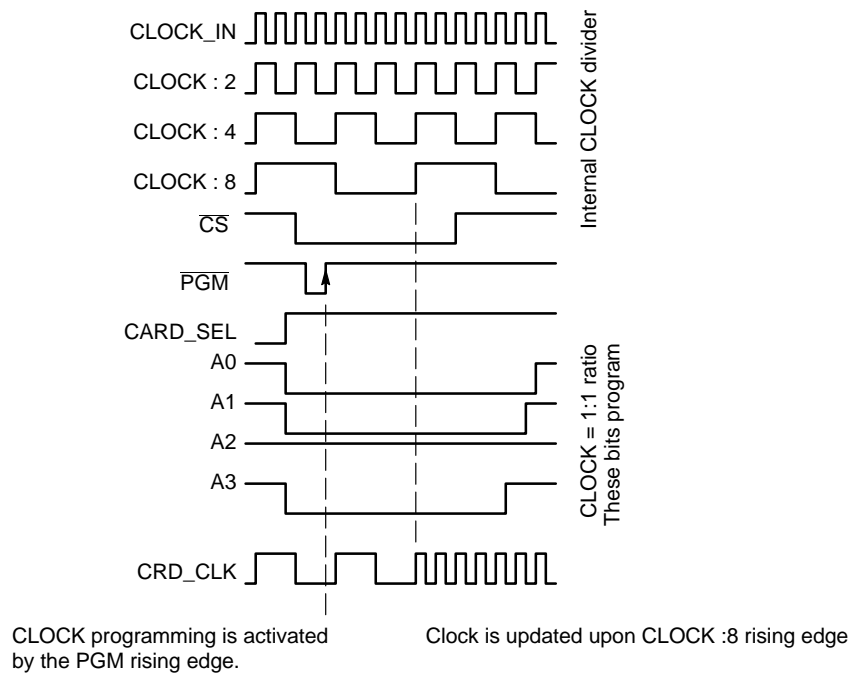 CLOCK_IN
CLOCK : 2
CLOCK : 4
CLOCK : 8
Internal CLOCK divider
CS
PGM
CARD_SEL
A0
A1
A2
A3
CLOCK = 1:1 ratio
These bits program
CRD_CLK
CLOCK programming is activated
by the PGM rising edge.
Clock is updated upon CLOCK :8 rising edge